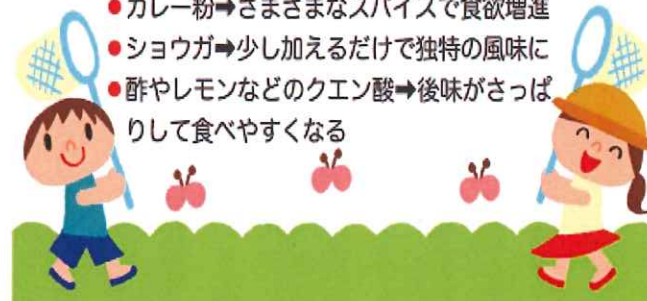 ●カレー粉➡さまざまなスパイスで食欲増進
●ショウガ➡少し加えるだけで独特の風味に
●酢やレモンなどのクエン酸➡後味がさっぱ
りして食べやすくなる